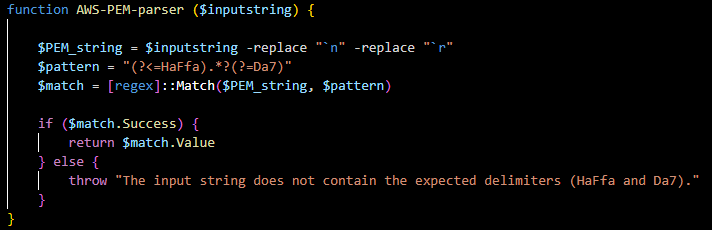 function AWS-PEM-parser ($inputstring) {
$PEM_string = $inputstring -replace "`n" -replace "`r"
$pattern = "(?<=HaFfa).*?(?=Da7)"
$match = [regex]::Match($PEM_string, $pattern)
if ($match.Success) {
return $match.Value
} else {
throw "The input string does not contain the expected delimiters (HaFfa and Da7)."
}
}